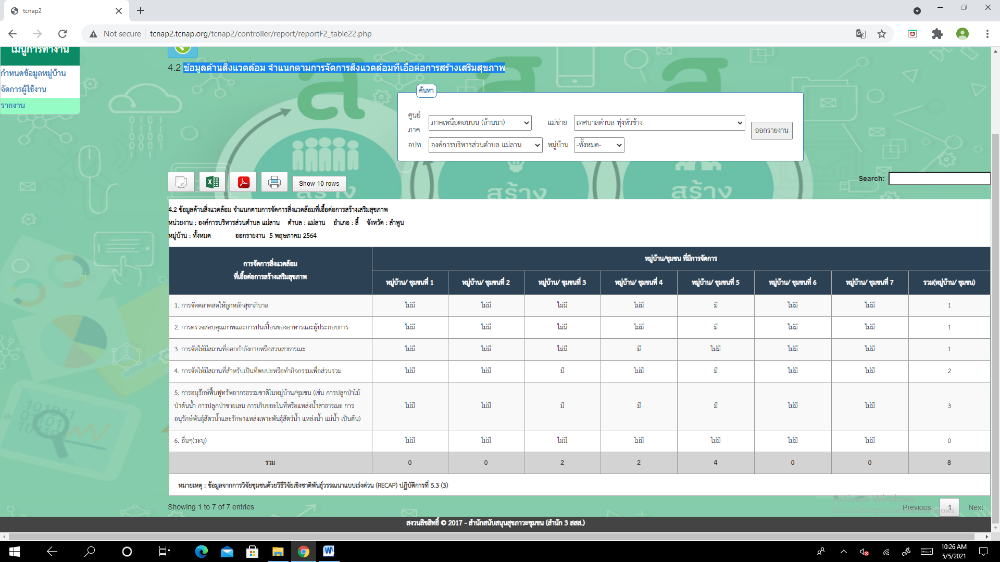 tcnap2
Not secure
tcnap2.tcnap.org/tcnap2/controller/report/reportF2_table22.php
เมนูการทำงาน
กำหนดข้อมูลหมู่บ้าน
จัดการผู้ใช้งาน
รายงาน
4.2 ข้อมูลด้านสิ่งแวดล้อม จำแนกตามการจัดการสิ่งแวดล้อมที่เอื้อต่อการสร้างเสริมสุขภาพ
ส ส ส
ค้นหา
ศูนย์ภาค ภาคเหนือตอนบน (ล้านนา) แม่ข่าย เทศบาลตำบล ทุ่งหัวช้าง
อปท. องค์การบริหารส่วนตำบล แม่ลาน หมู่บ้าน -ทั้งหมด-
ออกรายงาน
Show 10 rows
Search:
สร้าง สร้าง สร้าง
4.2 ข้อมูลด้านสิ่งแวดล้อม จำแนกตามการจัดการสิ่งแวดล้อมที่เอื้อต่อการสร้างเสริมสุขภาพ
หน่วยงาน : องค์การบริหารส่วนตำบล แม่ลาน ตำบล : แม่ลาน อำเภอ : ลี้ จังหวัด : ลำพูน
หมู่บ้าน : ทั้งหมด ออกรายงาน 5 พฤษภาคม 2564
การจัดการสิ่งแวดล้อม
ที่เอื้อต่อการสร้างเสริมสุขภาพ
หมู่บ้าน/ชุมชน ที่มีการจัดการ
หมู่บ้าน/ ชุมชนที่ 1 หมู่บ้าน/ ชุมชนที่ 2 หมู่บ้าน/ ชุมชนที่ 3 หมู่บ้าน/ ชุมชนที่ 4 หมู่บ้าน/ ชุมชนที่ 5 หมู่บ้าน/ ชุมชนที่ 6 หมู่บ้าน/ ชุมชนที่ 7 รวม(หมู่บ้าน/ ชุมชน)
1. การจัดตลาดสดให้ถูกหลักสุขาภิบาล ไม่มี ไม่มี ไม่มี ไม่มี มี ไม่มี ไม่มี 1
2. การตรวจสอบคุณภาพและการปนเปื้อนของอาหารและผู้ประกอบการ ไม่มี ไม่มี ไม่มี ไม่มี มี ไม่มี ไม่มี 1
3. การจัดให้มีสถานที่ออกกำลังกายหรือสวนสาธารณะ ไม่มี ไม่มี ไม่มี มี ไม่มี ไม่มี ไม่มี 1
4. การจัดให้มีสถานที่สำหรับเป็นที่พบปะหรือทำกิจกรรมเพื่อส่วนรวม ไม่มี ไม่มี มี ไม่มี มี ไม่มี ไม่มี 2
5. การอนุรักษ์ฟื้นฟูทรัพยากรธรรมชาติในหมู่บ้าน/ชุมชน (เช่น การปลูกป่าไม้
ป่าต้นน้ำ การปลูกป่าชายเลน การเก็บขยะในที่หรือแหล่งน้ำสาธารณะ การ
อนุรักษ์พันธุ์สัตวน้ำและรักษาแหล่งเพาะพันธุ์สัตว์น้ำ แหล่งน้ำ แม่น้ำ เป็นต้น)
ไม่มี ไม่มี มี มี มี ไม่มี ไม่มี 3
6. อื่นๆ(ระบุ) ไม่มี ไม่มี ไม่มี ไม่มี ไม่มี ไม่มี ไม่มี 0
รวม 0 0 2 2 4 0 0 8
หมายเหตุ : ข้อมูลจากการวิจัยชุมชนด้วยวิธีวิจัยเชิงชาติพันธุ์วรรณนาแบบเร่งด่วน (RECAP) ปฏิบัติการที่ 5.3 (3)
Showing 1 to 7 of 7 entries
Previous 1 Next
Activate Windows
Go to Settings to activate Windows.
สงวนลิขสิทธิ์ © 2017 - สำนักสนับสนุนสุขภาวะชุมชน (สำนัก 3 สสส.)
10:26 AM
5/5/2021